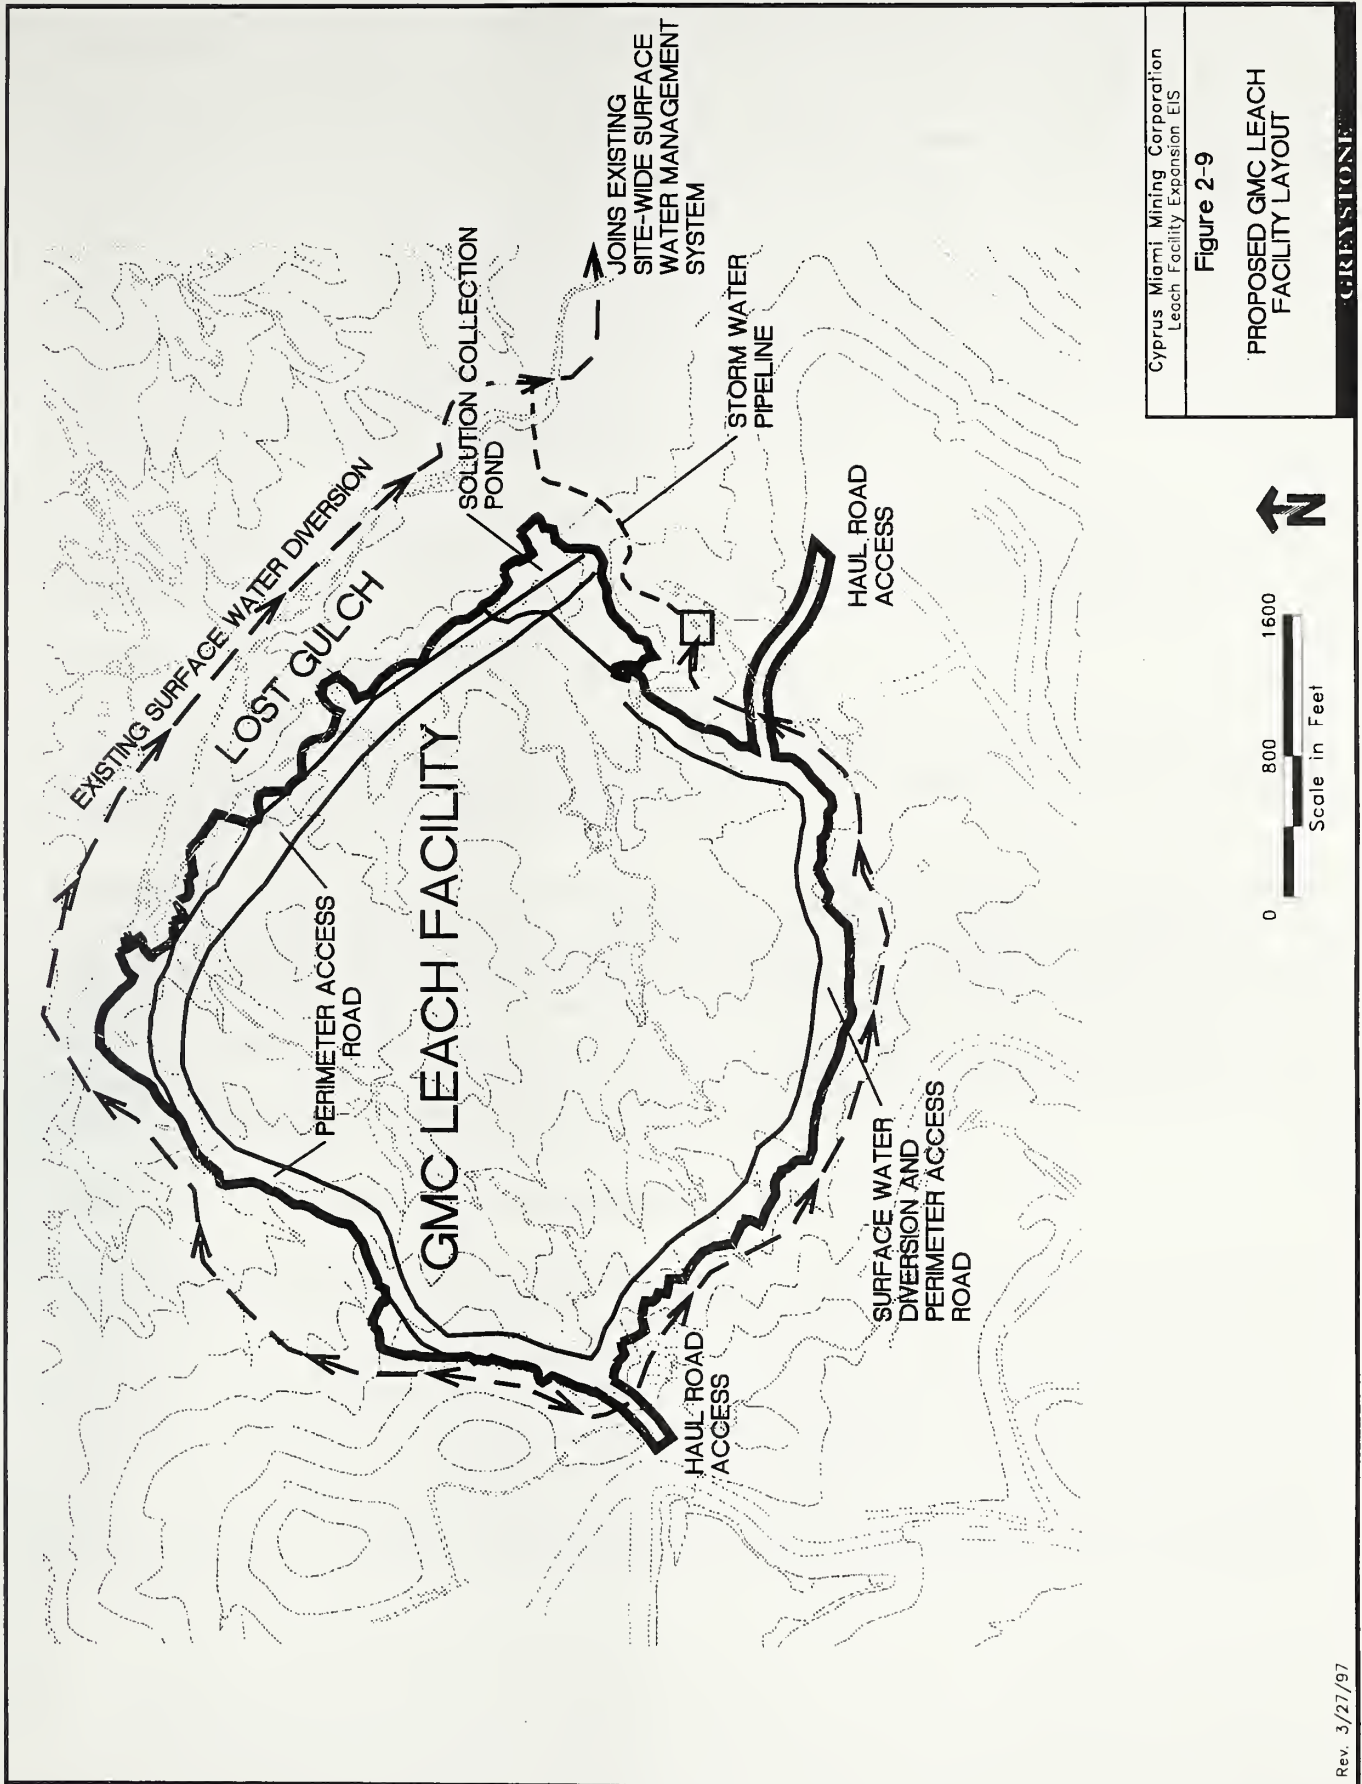 EXISTING SURFACE WATER DIVERSION
LOST GULCH
SOLUTION COLLECTION
POND
JOINS EXISTING
SITE-WIDE SURFACE
WATER MANAGEMENT
SYSTEM
PERIMETER ACCESS
ROAD
GMC LEACH FACILITY
STORM WATER
PIPELINE
HAUL ROAD
ACCESS
HAUL ROAD
ACCESS
SURFACE WATER
DIVERSION AND
PERIMETER ACCESS
ROAD
0 800 1600
Scale in Feet
N
Cyprus Miami Mining Corporation
Leach Facility Expansion EIS
Figure 2-9
PROPOSED GMC LEACH
FACILITY LAYOUT
GREYSTONE
Rev. 3/27/97